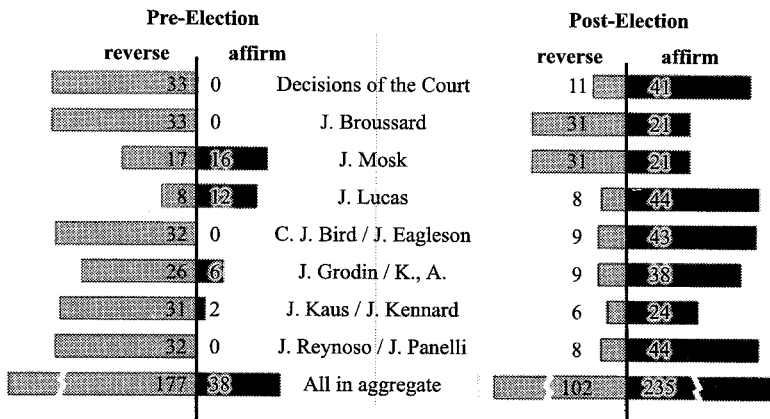 Pre-Election Post-Election
reverse affirm reverse affirm
33 0 Decisions of the Court 11 41
33 0 J. Broussard 31 21
17 16 J. Mosk 31 21
8 12 J. Lucas 8 44
32 0 C. J. Bird / J. Eagleson 9 43
26 6 J. Grodin / K., A. 9 38
31 2 J. Kaus / J. Kennard 6 24
32 0 J. Reynoso / J. Panelli 8 44
177 38 All in aggregate 102 235